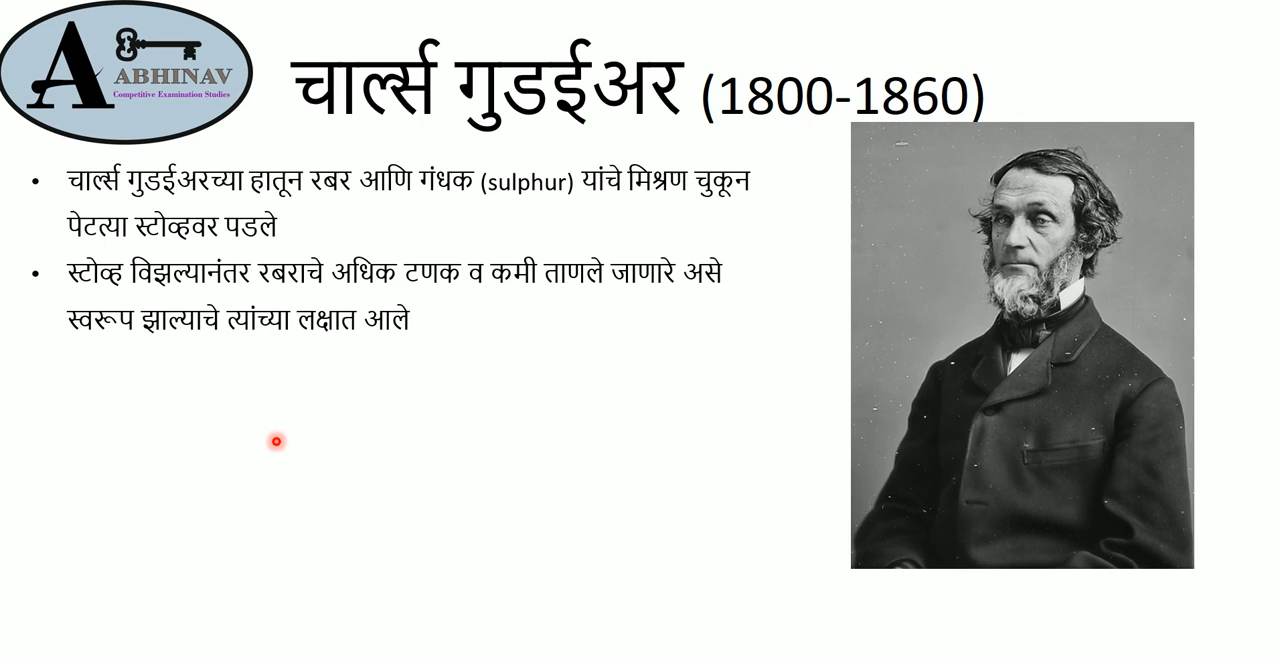 A
ABHINAV
Competitive Examination Studies
चार्ल्स गुडईअर (1800-1860)
• चार्ल्स गुडईअरच्या हातून रबर आणि गंधक (sulphur) यांचे मिश्रण चुकून
पेटत्या स्टोव्हवर पडले
• स्टोव्ह विझल्यानंतर रबराचे अधिक टणक व कमी ताणले जाणारे असे
स्वरूप झाल्याचे त्यांच्या लक्षात आले